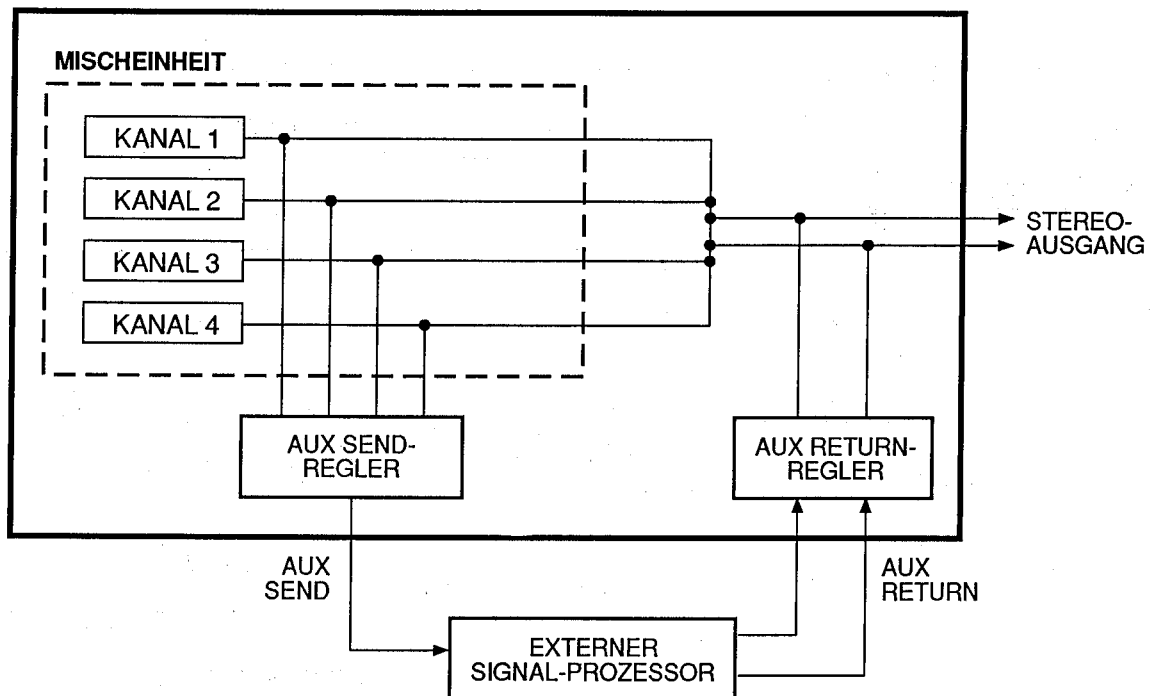 MISCHEINHEIT
KANAL 1
KANAL 2
KANAL 3
KANAL 4
STEREO-
AUSGANG
AUX SEND-
REGLER
AUX RETURN-
REGLER
AUX
SEND
AUX
RETURN
EXTERNER
SIGNAL-PROZESSOR